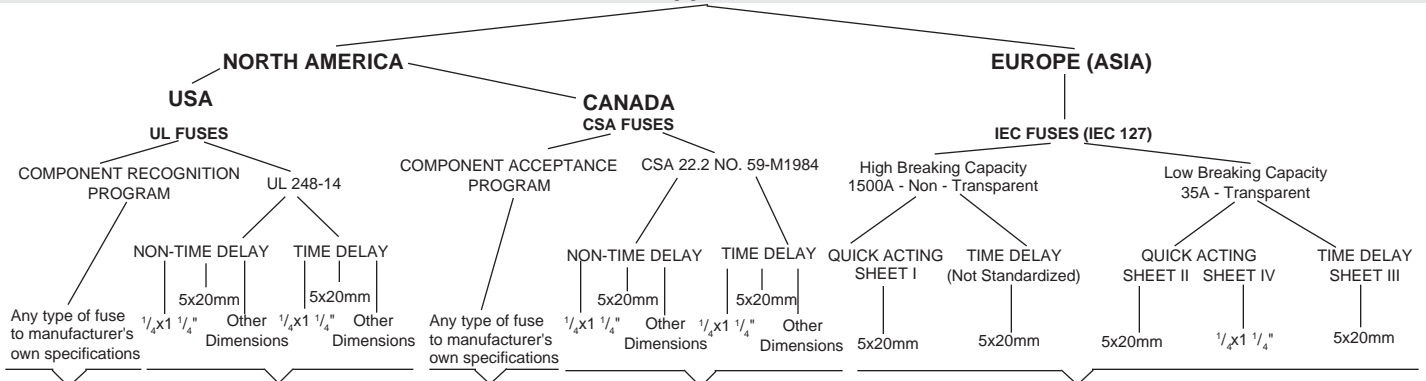 NORTH AMERICA
EUROPE (ASIA)
USA
CANADA
UL FUSES
CSA FUSES
IEC FUSES (IEC 127)
COMPONENT RECOGNITION
PROGRAM
UL 248-14
COMPONENT ACCEPTANCE
PROGRAM
CSA 22.2 NO. 59-M1984
High Breaking Capacity
1500A - Non - Transparent
Low Breaking Capacity
35A - Transparent
NON-TIME DELAY
TIME DELAY
NON-TIME DELAY
TIME DELAY
QUICK ACTING
SHEET I
TIME DELAY
(Not Standardized)
QUICK ACTING
SHEET II SHEET IV
TIME DELAY
SHEET III
Any type of fuse
to manufacturer's
own specifications
1/4x1 1/4"
5x20mm
Other
Dimensions
1/4x1 1/4"
5x20mm
Other
Dimensions
Any type of fuse
to manufacturer's
own specifications
1/4x1 1/4"
5x20mm
Other
Dimensions
1/4x1 1/4"
5x20mm
Other
Dimensions
5x20mm
5x20mm
5x20mm
1/4x1 1/4"
5x20mm